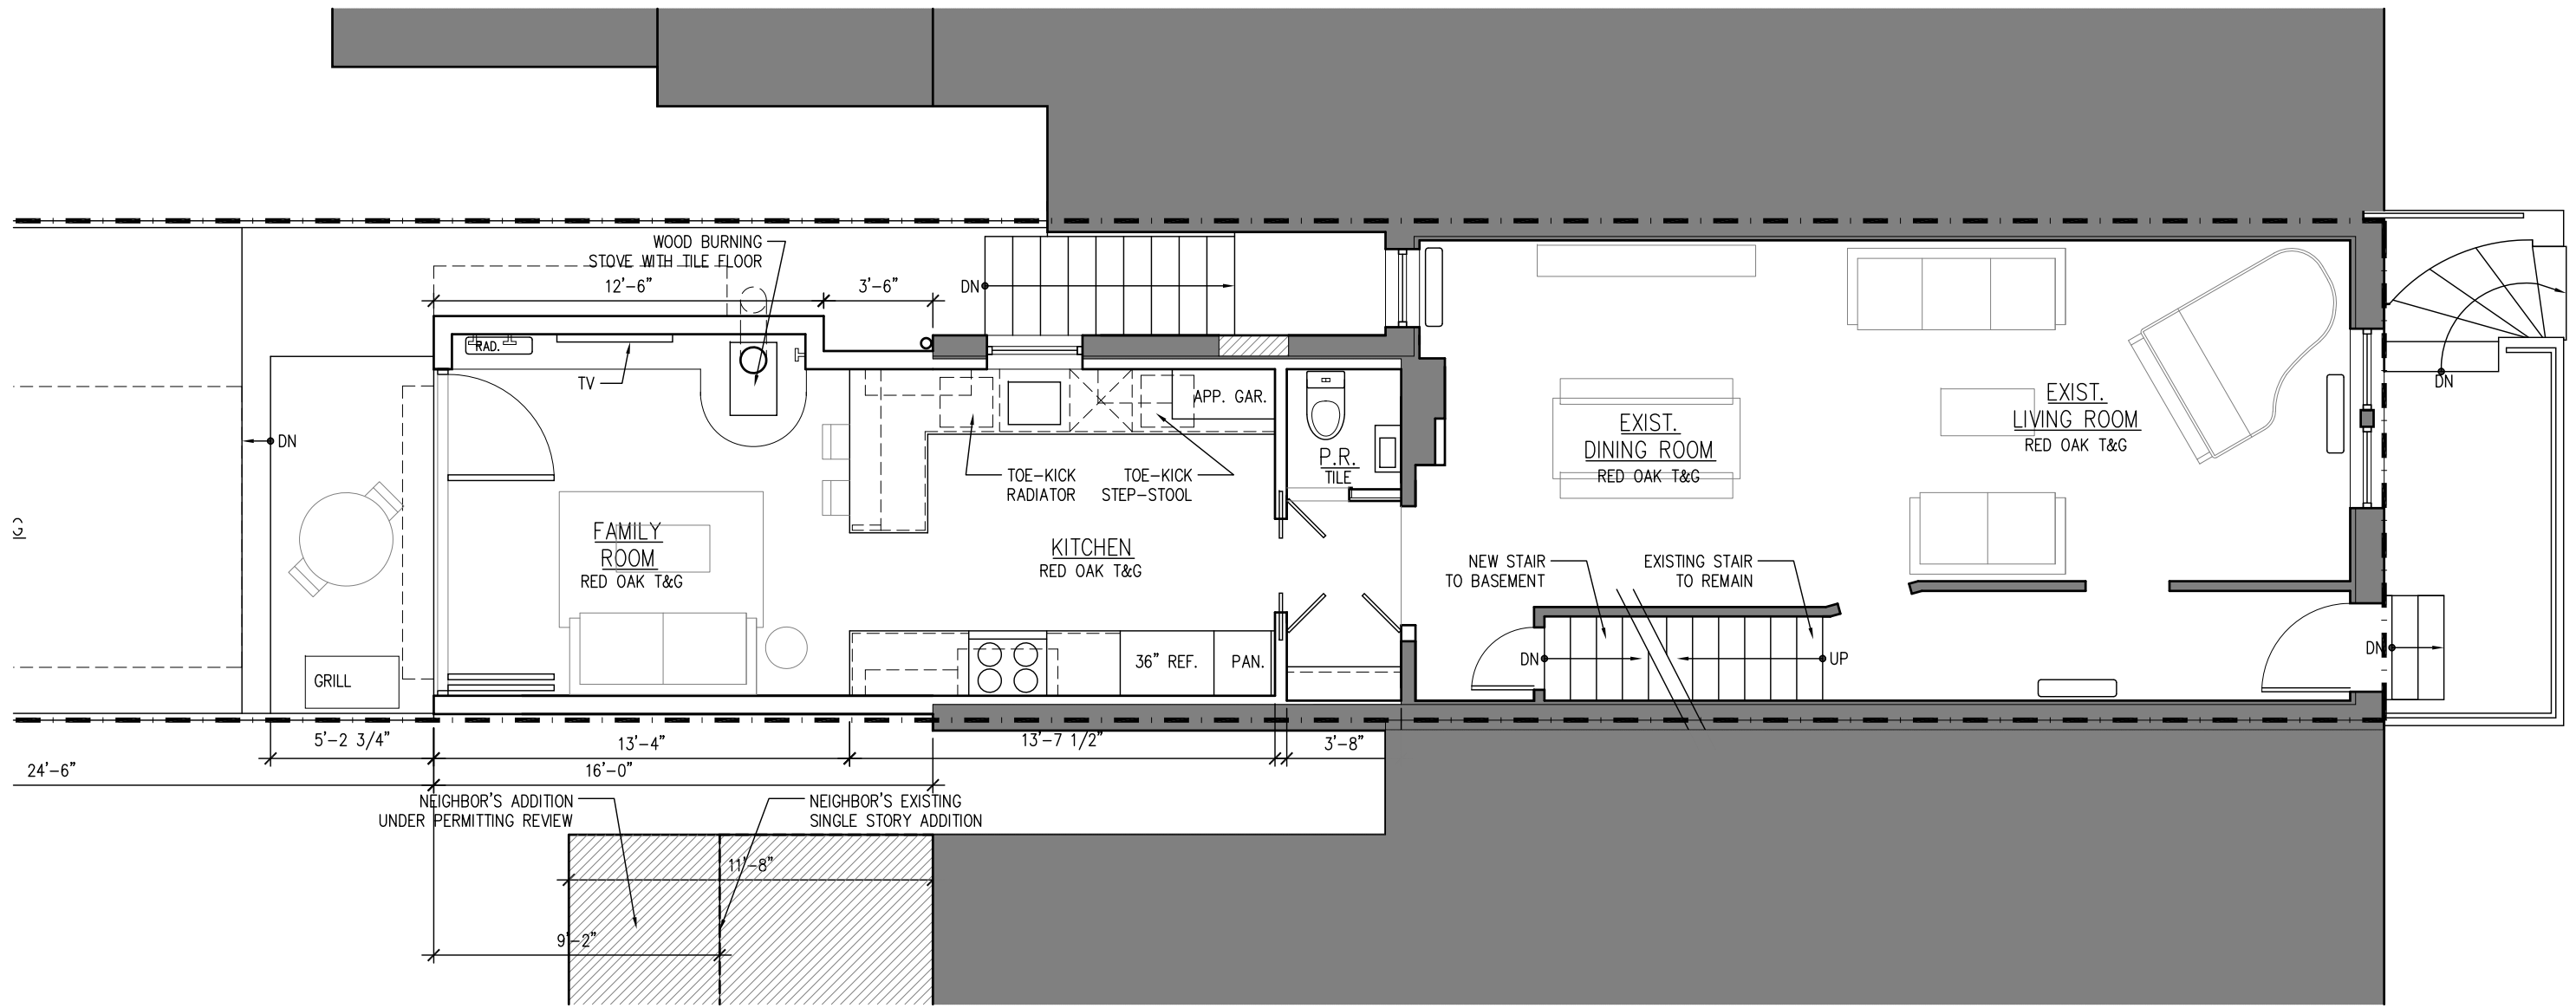 WOOD BURNING
STOVE WITH TILE FLOOR
12'-6"
3'-6"
DN
RAD.
TV
APP. GAR.
DN
TOE-KICK
RADIATOR
TOE-KICK
STEP-STOOL
P.R.
TILE
EXIST.
DINING ROOM
RED OAK T&G
EXIST.
LIVING ROOM
RED OAK T&G
DN
G
FAMILY
ROOM
RED OAK T&G
KITCHEN
RED OAK T&G
NEW STAIR
TO BASEMENT
EXISTING STAIR
TO REMAIN
GRILL
36" REF.
PAN.
DN
UP
DN
5'-2 3/4"
13'-4"
13'-7 1/2"
3'-8"
24'-6"
16'-0"
NEIGHBOR'S ADDITION
UNDER PERMITTING REVIEW
NEIGHBOR'S EXISTING
SINGLE STORY ADDITION
11'-8"
9'-2"